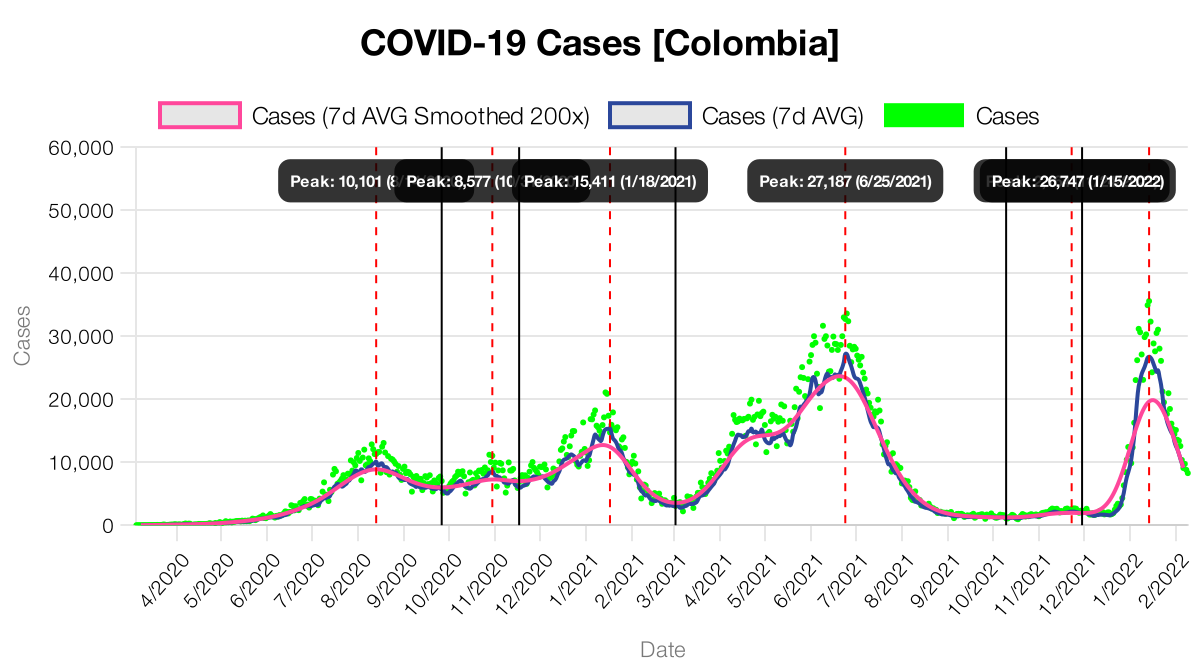 COVID-19 Cases [Colombia]
Cases (7d AVG Smoothed 200x)
Cases (7d AVG)
Cases
60,000
50,000
40,000
30,000
20,000
10,000
0
Cases
Peak: 10,101 (8/
Peak: 8,577 (10/
Peak: 15,411 (1/18/2021)
Peak: 27,187 (6/25/2021)
Peak: 26,747 (1/15/2022)
4/2020
5/2020
6/2020
7/2020
8/2020
9/2020
10/2020
11/2020
12/2020
1/2021
2/2021
3/2021
4/2021
5/2021
6/2021
7/2021
8/2021
9/2021
10/2021
11/2021
12/2021
1/2022
2/2022
Date